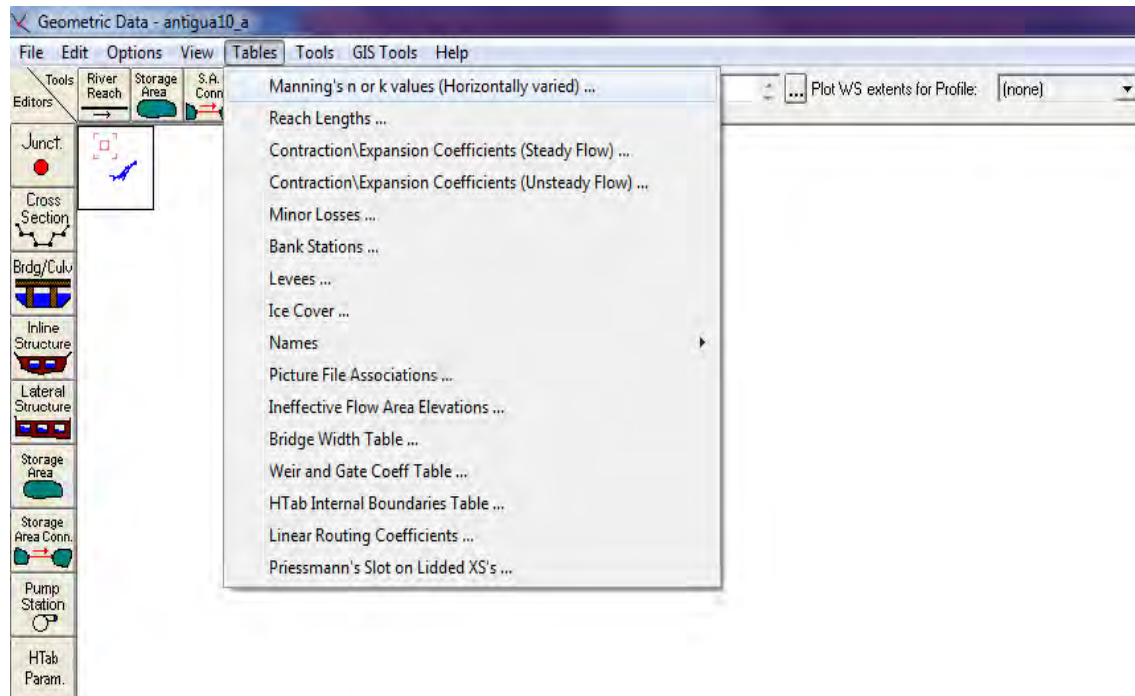 Geometric Data - antigua10_a
File Edit Options View Tables Tools GIS Tools Help
Tools
Editors
River
Reach
Storage
Area
S.A.
Conn
Plot WS extents for Profile: (none)
Manning's n or k values (Horizontally varied) ...
Reach Lengths ...
Contraction\Expansion Coefficients (Steady Flow) ...
Contraction\Expansion Coefficients (Unsteady Flow) ...
Minor Losses ...
Bank Stations ...
Levees ...
Ice Cover ...
Names
Picture File Associations ...
Ineffective Flow Area Elevations ...
Bridge Width Table ...
Weir and Gate Coeff Table ...
HTab Internal Boundaries Table ...
Linear Routing Coefficients ...
Priessmann's Slot on Lidded XS's ...
Junct.
Cross
Section
Brdg/Culv
Inline
Structure
Lateral
Structure
Storage
Area
Storage
Area Conn.
Pump
Station
HTab
Param.